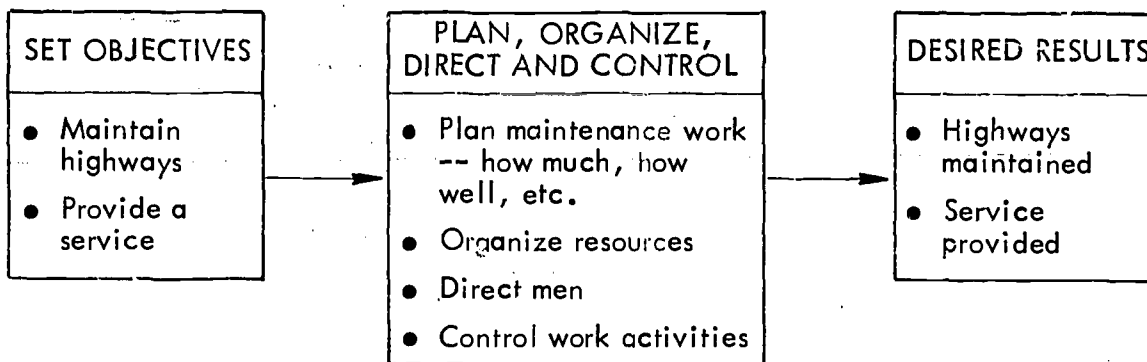 SET OBJECTIVES
● Maintain
highways
● Provide a
service
PLAN, ORGANIZE,
DIRECT AND CONTROL
● Plan maintenance work
-- how much, how
well, etc.
● Organize resources
● Direct men
● Control work activities
DESIRED RESULTS
● Highways
maintained
● Service
provided